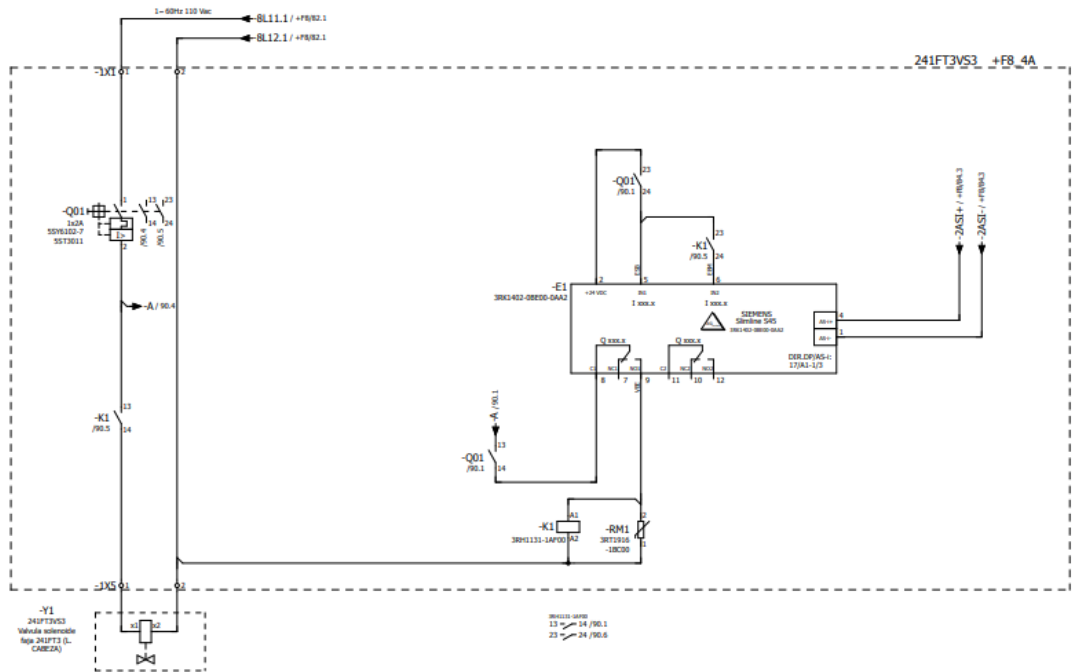 1~ 60Hz 110 Vac
8L11.1 / +F8/82.1
8L12.1 / +F8/82.1
241FT3VS3 +F8_4A
-1X1 1 2
-Q01
1x2A
5SY6102-7
5ST3011
1
2
I>
13
14
/90.4
23
24
/90.5
-A / 90.4
-K1
/90.5
13
14
-Q01
/90.1
23
24
-K1
/90.5
23
24
-2ASI+ / +F8/84.3
-2ASI- / +F8/84.3
-E1
3RK1402-0BE00-0AA2
2
5
6
ESD
+24 VDC
IN1
IN2
I xxx.x
I xxx.x
SIEMENS
Slimline S45
3RK1402-0BE00-0AA2
AS-i+
AS-i-
4
1
DIR.DP/AS-i:
17/A1-1/3
Q xxx.x
Q xxx.x
C1
NC1
NO1
C2
NC2
NO2
8
7
9
11
10
12
-A / 90.1
-Q01
/90.1
13
14
-K1
3RH1131-1AF00
A1
A2
-RM1
3RT1916
-1BC00
2
1
-1X5 1 2
-Y1
241FT3VS3
Valvula solenoide
faja 241FT3 (L.
CABEZA)
x1
x2
3RH1131-1AF00
13 14 /90.1
23 24 /90.6